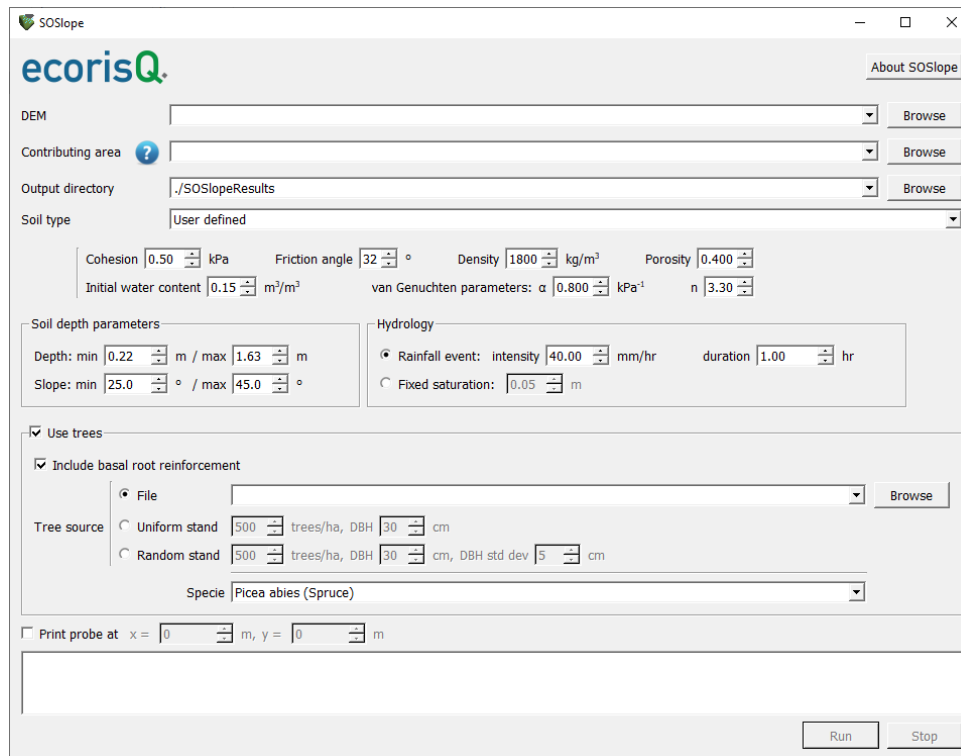 SOSlope
ecorisQ.
About SOSlope
DEM Browse
Contributing area ? Browse
Output directory ./SOSlopeResults Browse
Soil type User defined
Cohesion 0.50 kPa Friction angle 32 ° Density 1800 kg/m³ Porosity 0.400
Initial water content 0.15 m³/m³ van Genuchten parameters: α 0.800 kPa⁻¹ n 3.30
Soil depth parameters Hydrology
Depth: min 0.22 m / max 1.63 m Rainfall event: intensity 40.00 mm/hr duration 1.00 hr
Slope: min 25.0 ° / max 45.0 ° Fixed saturation: 0.05 m
Use trees
Include basal root reinforcement
File Browse
Tree source Uniform stand 500 trees/ha, DBH 30 cm
Random stand 500 trees/ha, DBH 30 cm, DBH std dev 5 cm
Specie Picea abies (Spruce)
Print probe at x = 0 m, y = 0 m
Run Stop